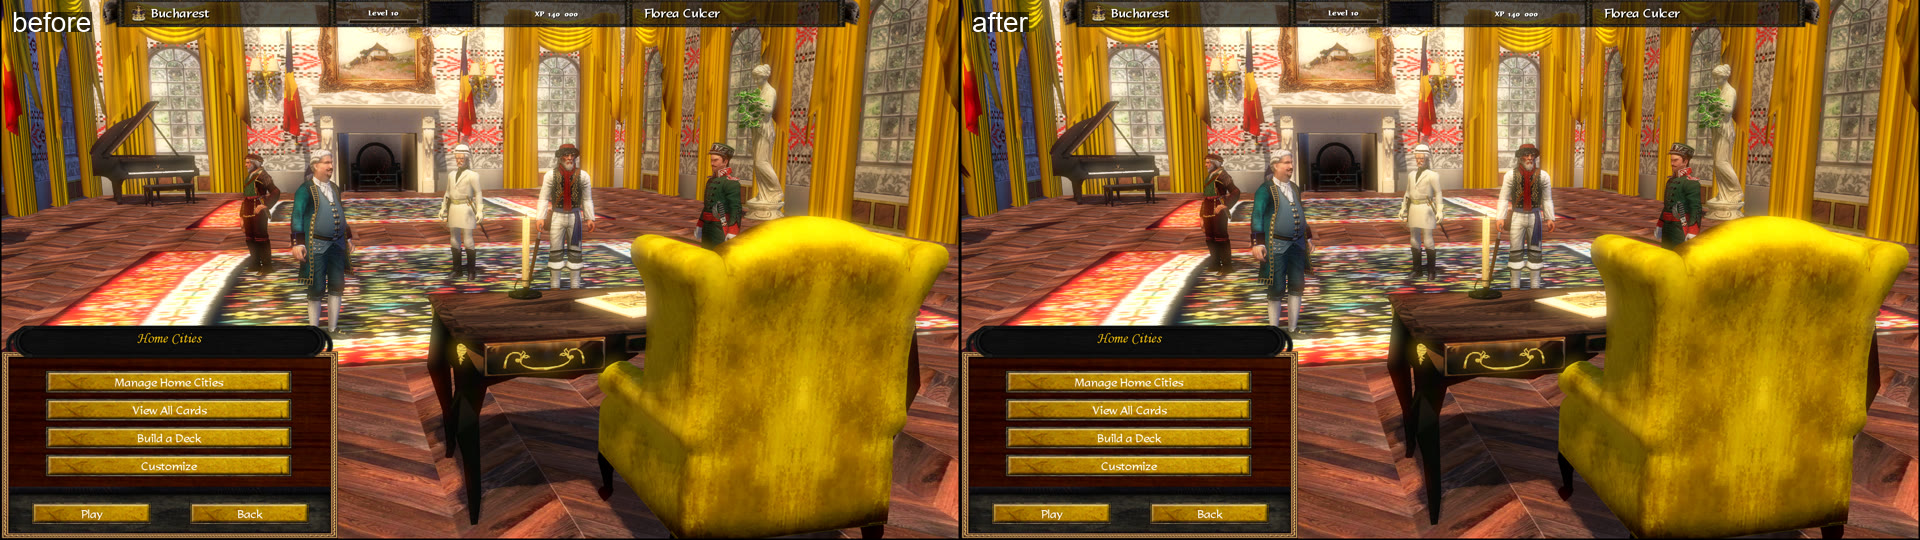 before
Bucharest
Level 10
XP 140 000
Florea Culcer
Home Cities
Manage Home Cities
View All Cards
Build a Deck
Customize
Play
Back
after
Bucharest
Level 10
XP 140 000
Florea Culcer
Home Cities
Manage Home Cities
View All Cards
Build a Deck
Customize
Play
Back